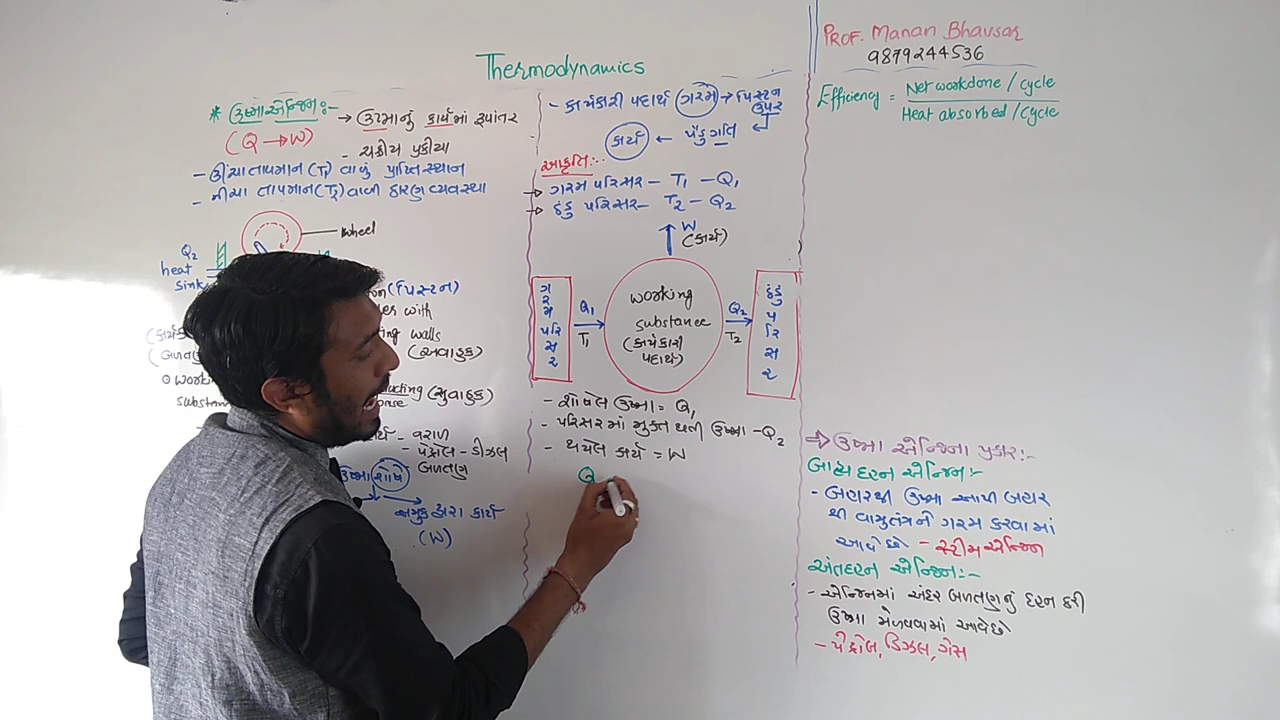 Thermodynamics
* ઉષ્માએન્જિન:-
(Q → W)
→ ઉષ્માનું કાર્યમાં રૂપાંતર
- ચક્રીય પ્રક્રીયા
- ઊંચા તાપમાન (T1) વાળું પ્રાપ્તિસ્થાન
- નીચા તાપમાન (T2) વાળી ઠારણ વ્યવસ્થા
wheel
Q2
heat
sink
(પિસ્ટન)
with
walls
(અવાહક)
(સુવાહક)
working
- વરાળ
- પેટ્રોલ - ડીઝલ
બળતણ
ઉષ્મા શોષે
અમુક દ્વારા કાર્ય
(W)
- કાર્યકારી પદાર્થ ગરમ → પિસ્ટન
ઉપર
કાર્ય ← ચંદ્રુગતિ
આકૃતિ:-
→ ગરમ પરિસર - T1 - Q1
→ ઠંડુ પરિસર - T2 - Q2
W
(કાર્ય)
ગરમ પરિસર
Q1
T1
working
substance
(કાર્યકારી
પદાર્થ)
Q2
T2
ઠંડુ પરિસર
- શોષેલ ઉષ્મા = Q1
- પરિસરમાં મુક્ત થતી ઉષ્મા - Q2
- થયેલ કાર્ય = W
Q
PROF. Manan Bhavsar
9879244536
Efficiency = Net workdone / cycle
Heat absorbed / cycle
⇒ ઉષ્મા એન્જિના પ્રકાર:-
બાહ્ય દહન એન્જિન:-
- બહારથી ઉષ્મા આપી બહાર
થી વાયુતંત્રને ગરમ કરવામાં
આવે છે - સ્ટીમ એન્જિન
અંતઃદહન એન્જિન:-
- એન્જિનમાં અંદર બળતણનું દહન કરી
ઉષ્મા મેળવવામાં આવે છે
- પેટ્રોલ, ડિઝલ, ગેસ